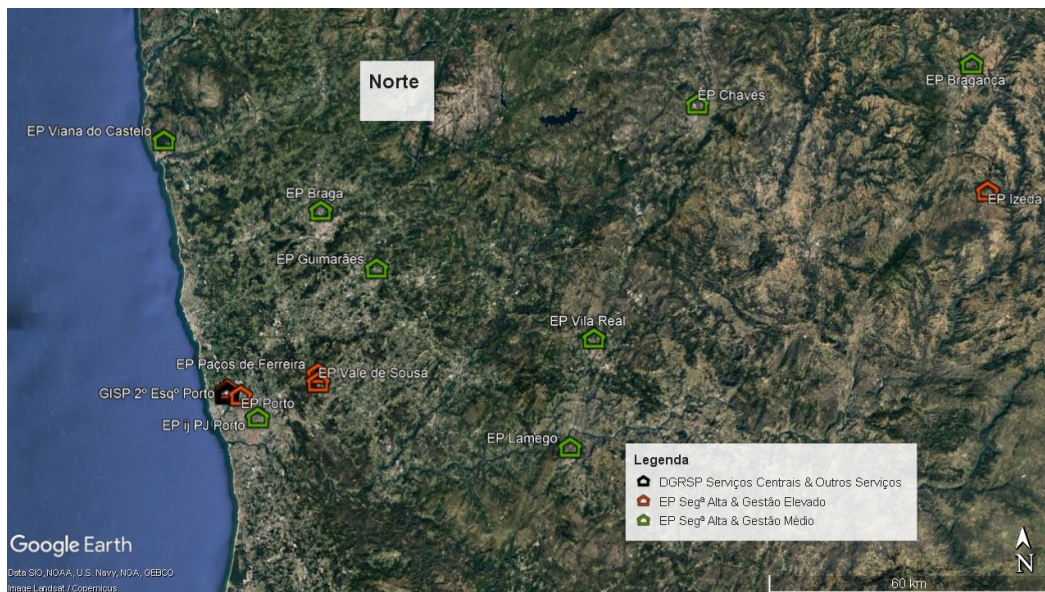 Norte
EP Bragança
EP Chaves
EP Viana do Castelo
EP Braga
EP Izeda
EP Guimarães
EP Vila Real
EP Paços de Ferreira
EP Vale de Sousa
GISP 2º Esqº Porto
EP Porto
EP ij PJ Porto
EP Lamego
Legenda
DGRSP Serviços Centrais & Outros Serviços
EP Segª Alta & Gestão Elevado
EP Segª Alta & Gestão Médio
Google Earth
N
Data SIO,NOAA, U.S. Navy, NGA, GEBCO
Image Landsat / Copernicus
60 km